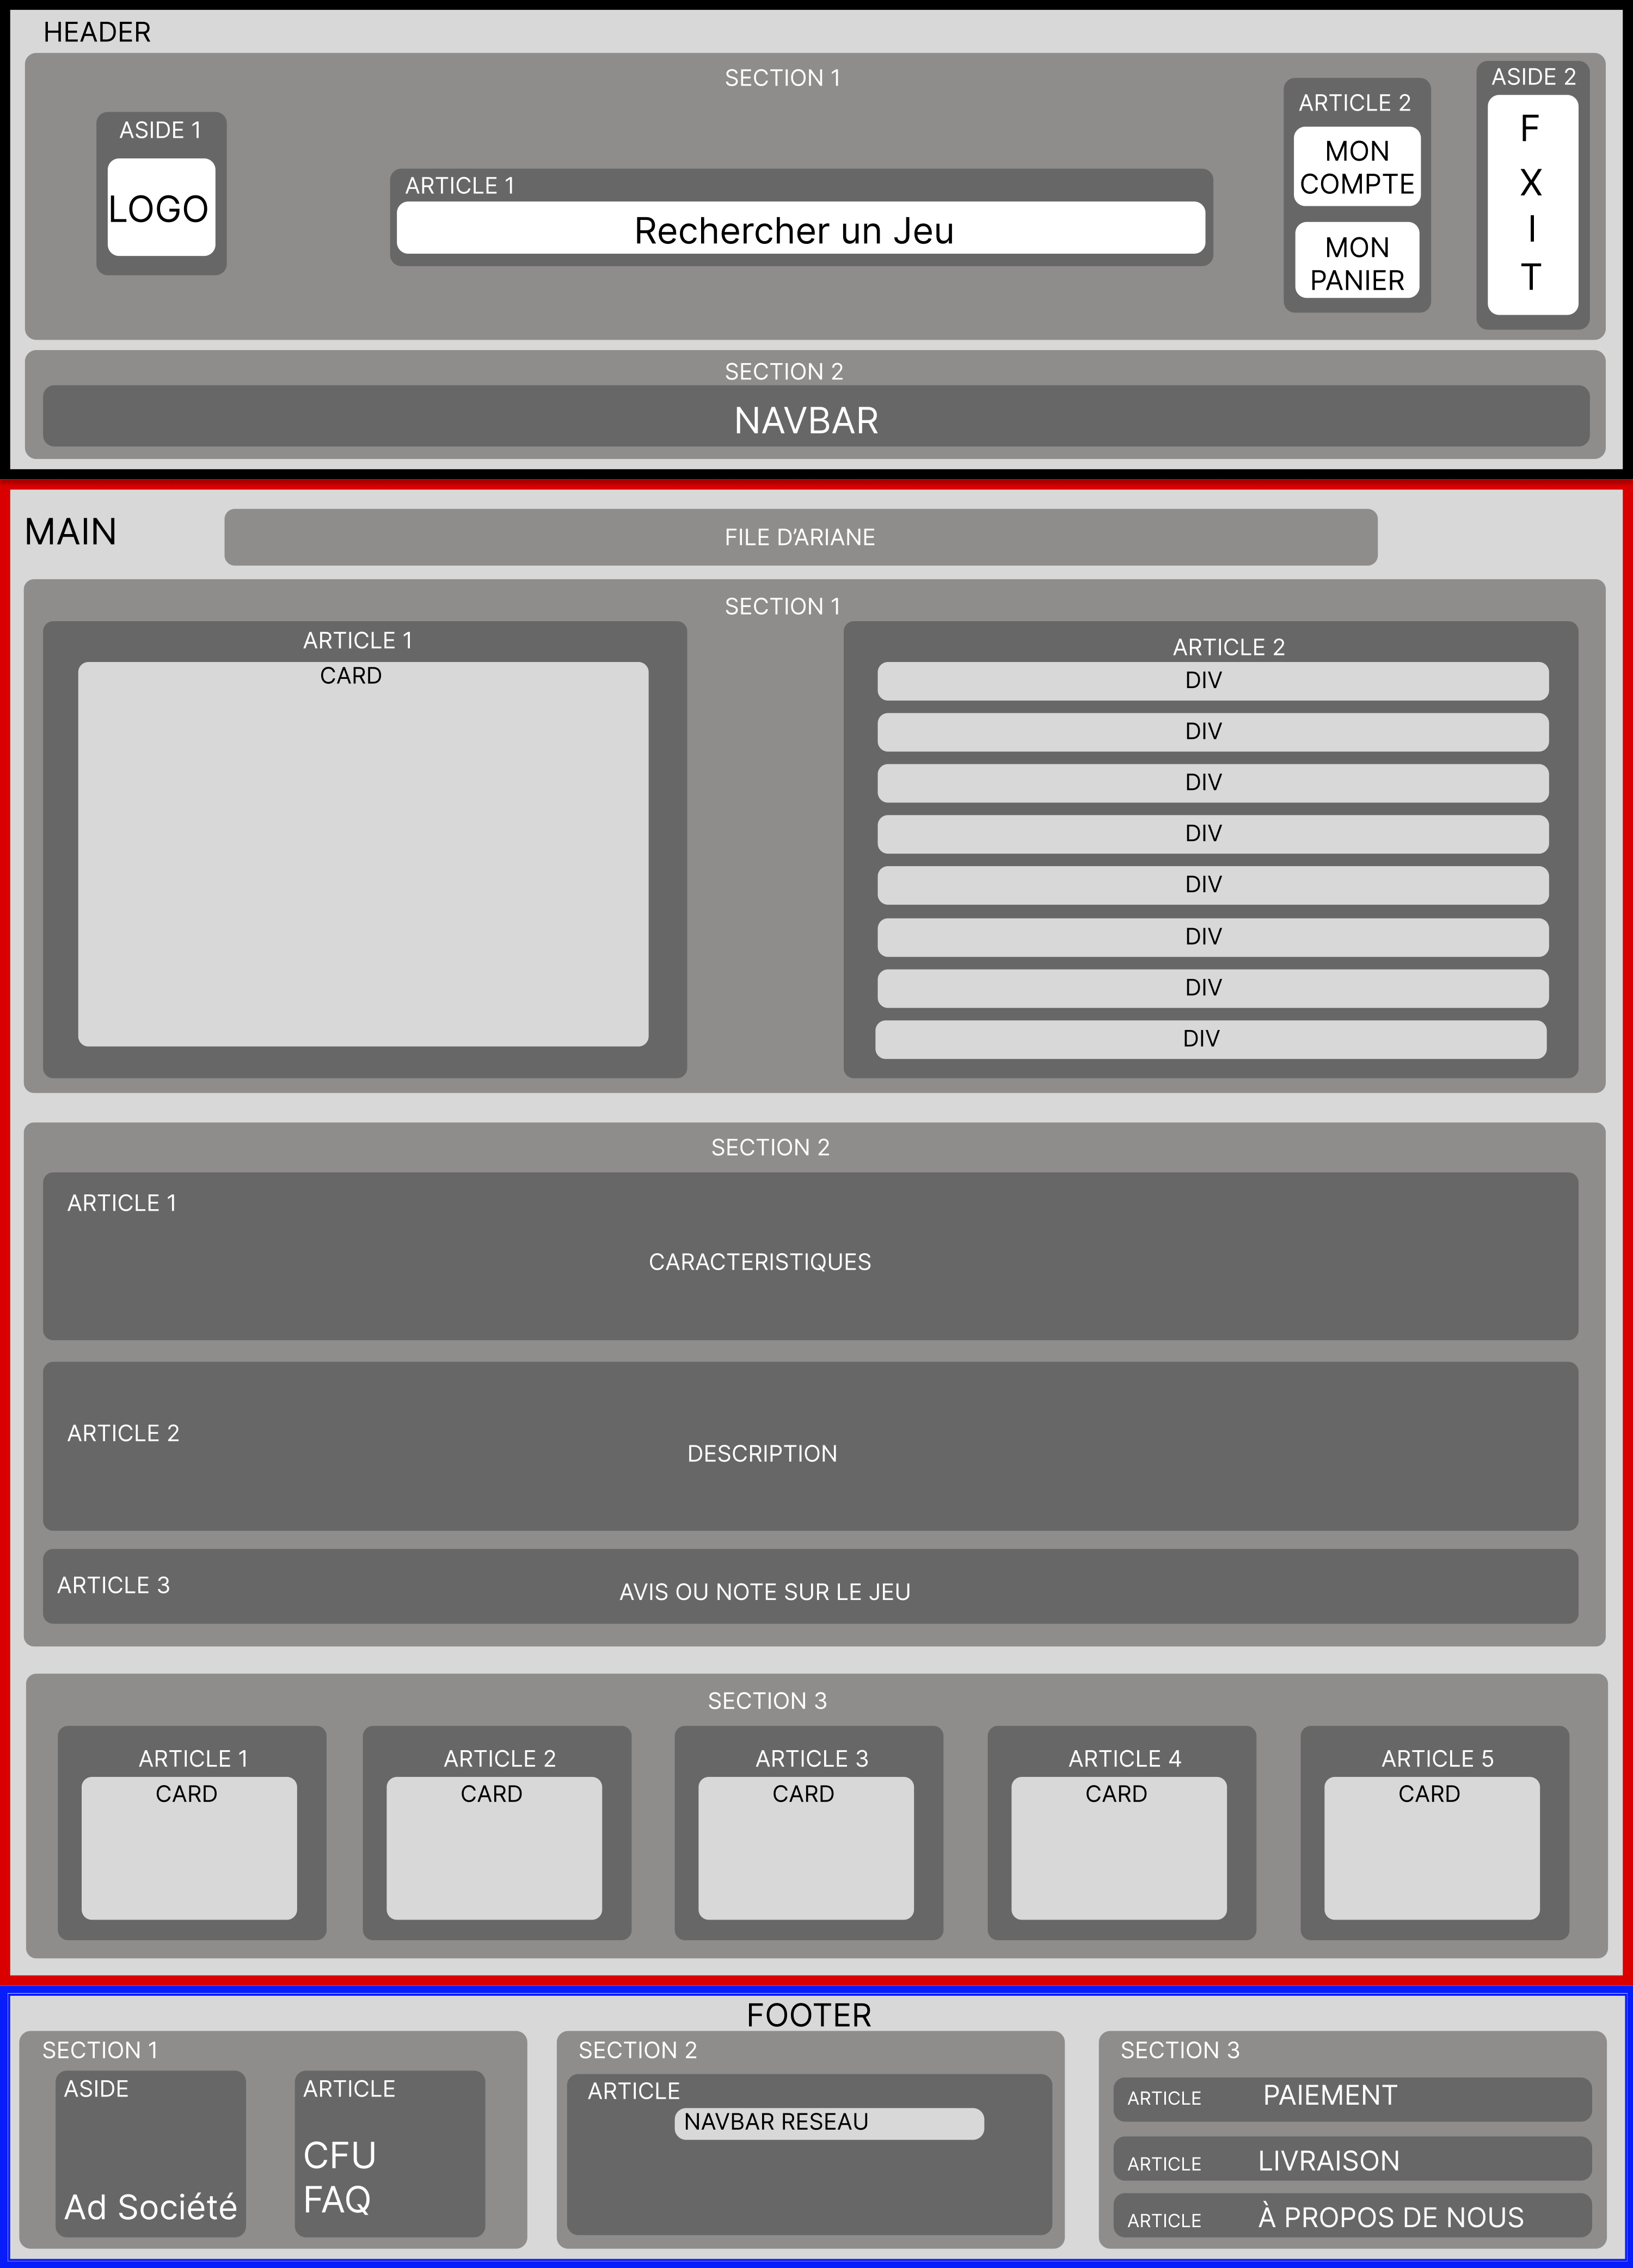 HEADER
SECTION 1
ASIDE 1
LOGO
ARTICLE 1
Rechercher un Jeu
ARTICLE 2
MON
COMPTE
MON
PANIER
ASIDE 2
F
X
I
T
SECTION 2
NAVBAR
MAIN
FILE D'ARIANE
SECTION 1
ARTICLE 1
CARD
ARTICLE 2
DIV
DIV
DIV
DIV
DIV
DIV
DIV
DIV
SECTION 2
ARTICLE 1
CARACTERISTIQUES
ARTICLE 2
DESCRIPTION
ARTICLE 3
AVIS OU NOTE SUR LE JEU
SECTION 3
ARTICLE 1
CARD
ARTICLE 2
CARD
ARTICLE 3
CARD
ARTICLE 4
CARD
ARTICLE 5
CARD
FOOTER
SECTION 1
ASIDE
Ad Société
ARTICLE
CFU
FAQ
SECTION 2
ARTICLE
NAVBAR RESEAU
SECTION 3
ARTICLE PAIEMENT
ARTICLE LIVRAISON
ARTICLE À PROPOS DE NOUS